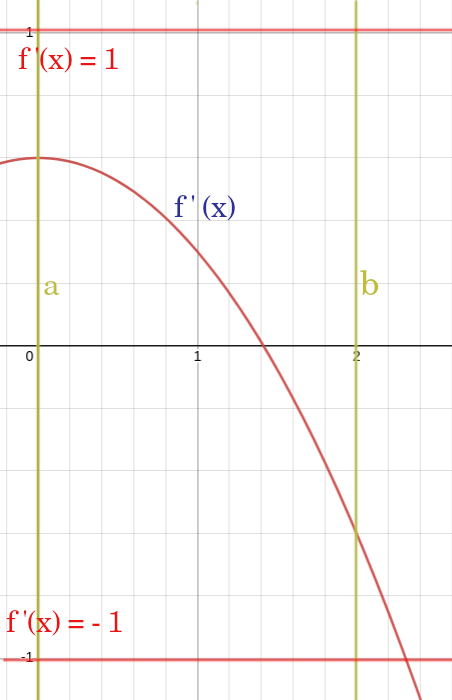 1
f '(x) = 1
f ' (x)
a
b
0
1
2
f '(x) = - 1
-1